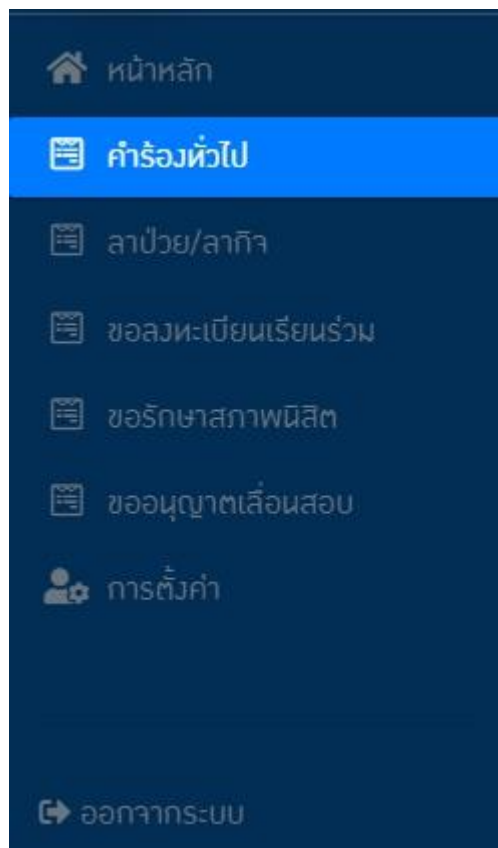 หน้าหลัก
คำร้องทั่วไป
ลาป่วย/ลากิจ
ขอลงทะเบียนเรียนร่วม
ขอรักษาสภาพนิสิต
ขออนุญาตเลื่อนสอบ
การตั้งค่า
ออกจากระบบ